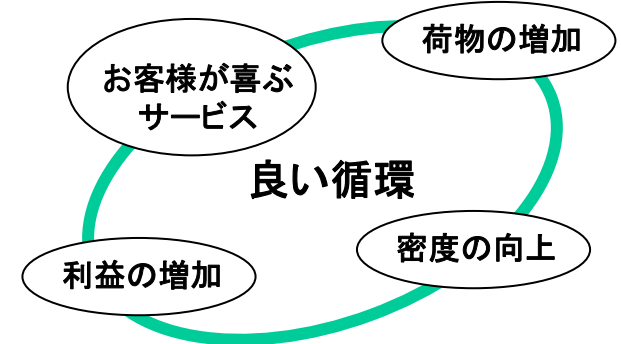 荷物の増加
お客様が喜ぶ
サービス
良い循環
密度の向上
利益の増加